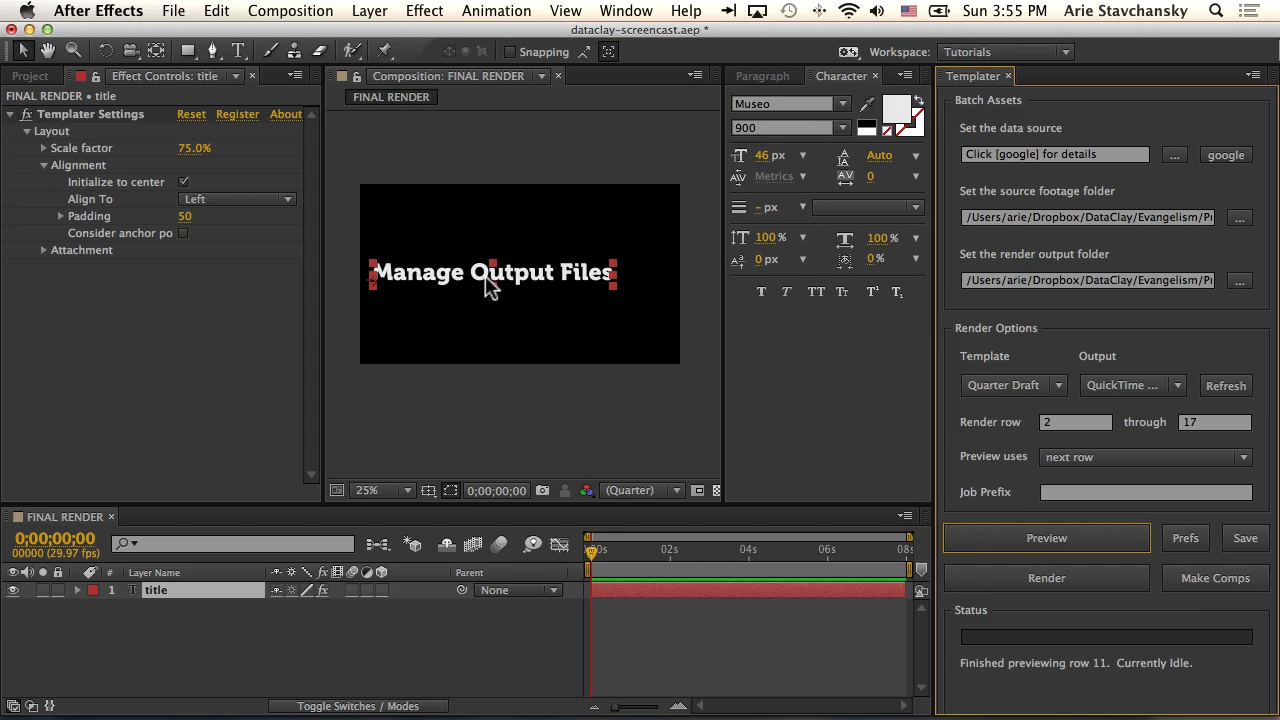 After Effects File Edit Composition Layer Effect Animation View Window Help Sun 3:55 PM Arie Stavchansky
dataclay-screencast.aep *
Snapping Workspace: Tutorials
Project Effect Controls: title
FINAL RENDER • title
fx Templater Settings Reset Register About
Layout
Scale factor 75.0%
Alignment
Initialize to center
Align To Left
Padding 50
Consider anchor po
Attachment
Composition: FINAL RENDER
FINAL RENDER
Manage Output Files
25% 0;00;00;00 (Quarter)
Paragraph Character
Museo
900
46 px Auto
Metrics 0
- px
100% 100%
0 px 0%
T T TT Tт T¹ T₁
Templater
Batch Assets
Set the data source
Click [google] for details ... google
Set the source footage folder
/Users/arie/Dropbox/DataClay/Evangelism/Pr ...
Set the render output folder
/Users/arie/Dropbox/DataClay/Evangelism/Pr ...
Render Options
Template Output
Quarter Draft QuickTime ... Refresh
Render row 2 through 17
Preview uses next row
Job Prefix
Preview Prefs Save
Render Make Comps
Status
Finished previewing row 11. Currently Idle.
FINAL RENDER
0;00;00;00
00000 (29.97 fps)
:00s 02s 04s 06s 08s
# Layer Name fx Parent
1 T title fx None
Toggle Switches / Modes